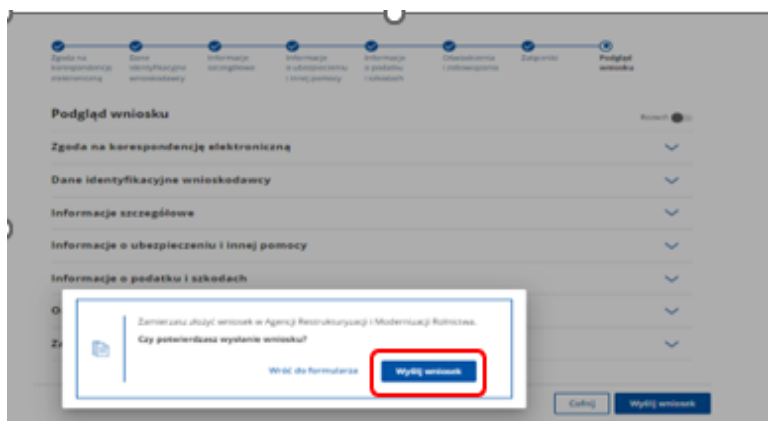 Zgoda na korespondencję elektroniczną
Dane identyfikacyjne wnioskodawcy
Informacje szczegółowe
Informacje o ubezpieczeniu i innej pomocy
Informacje o podatku i szkodach
Oświadczenia i zobowiązania
Załączniki
Podgląd wniosku
Podgląd wniosku
Rozwiń
Zgoda na korespondencję elektroniczną
Dane identyfikacyjne wnioskodawcy
Informacje szczegółowe
Informacje o ubezpieczeniu i innej pomocy
Informacje o podatku i szkodach
Zamierzasz złożyć wniosek w Agencji Restrukturyzacji i Modernizacji Rolnictwa.
Czy potwierdzasz wysłanie wniosku?
Wróć do formularza
Wyślij wniosek
Cofnij
Wyślij wniosek